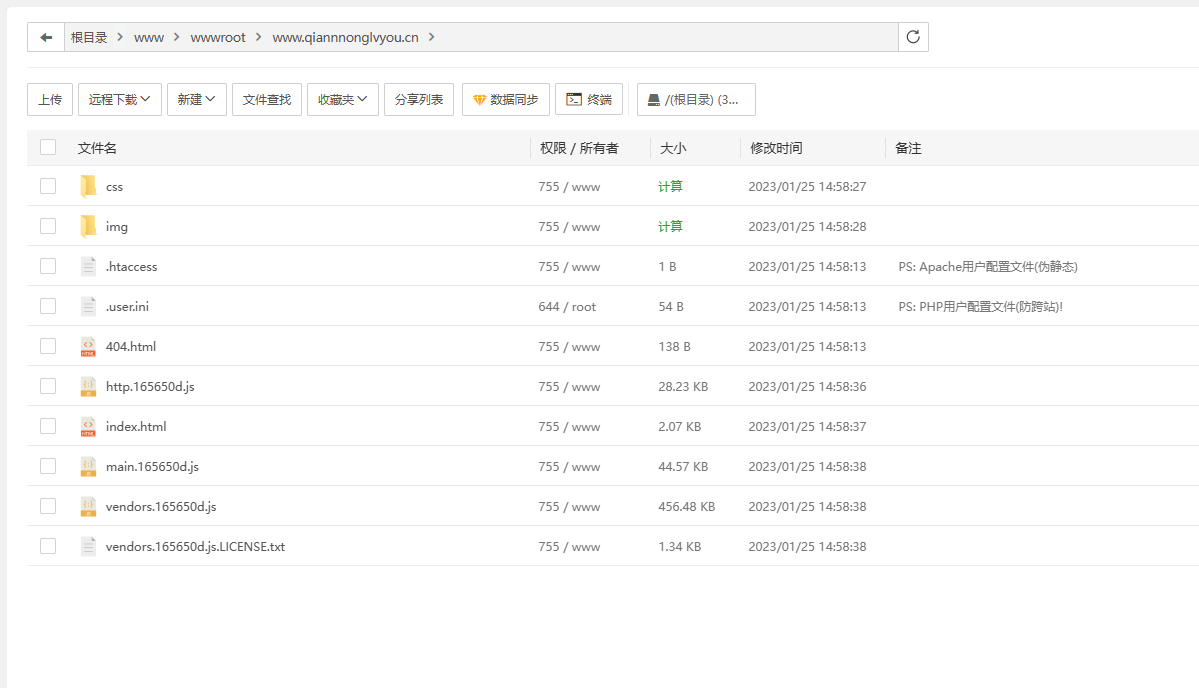 根目录 > www > wwwroot > www.qiannnonglvyou.cn >
上传 远程下载 新建 文件查找 收藏夹 分享列表 数据同步 终端 /(根目录) (3...
文件名 权限 / 所有者 大小 修改时间 备注
css 755 / www 计算 2023/01/25 14:58:27
img 755 / www 计算 2023/01/25 14:58:28
.htaccess 755 / www 1 B 2023/01/25 14:58:13 PS: Apache用户配置文件(伪静态)
.user.ini 644 / root 54 B 2023/01/25 14:58:13 PS: PHP用户配置文件(防跨站)!
404.html 755 / www 138 B 2023/01/25 14:58:13
http.165650d.js 755 / www 28.23 KB 2023/01/25 14:58:36
index.html 755 / www 2.07 KB 2023/01/25 14:58:37
main.165650d.js 755 / www 44.57 KB 2023/01/25 14:58:38
vendors.165650d.js 755 / www 456.48 KB 2023/01/25 14:58:38
vendors.165650d.js.LICENSE.txt 755 / www 1.34 KB 2023/01/25 14:58:38